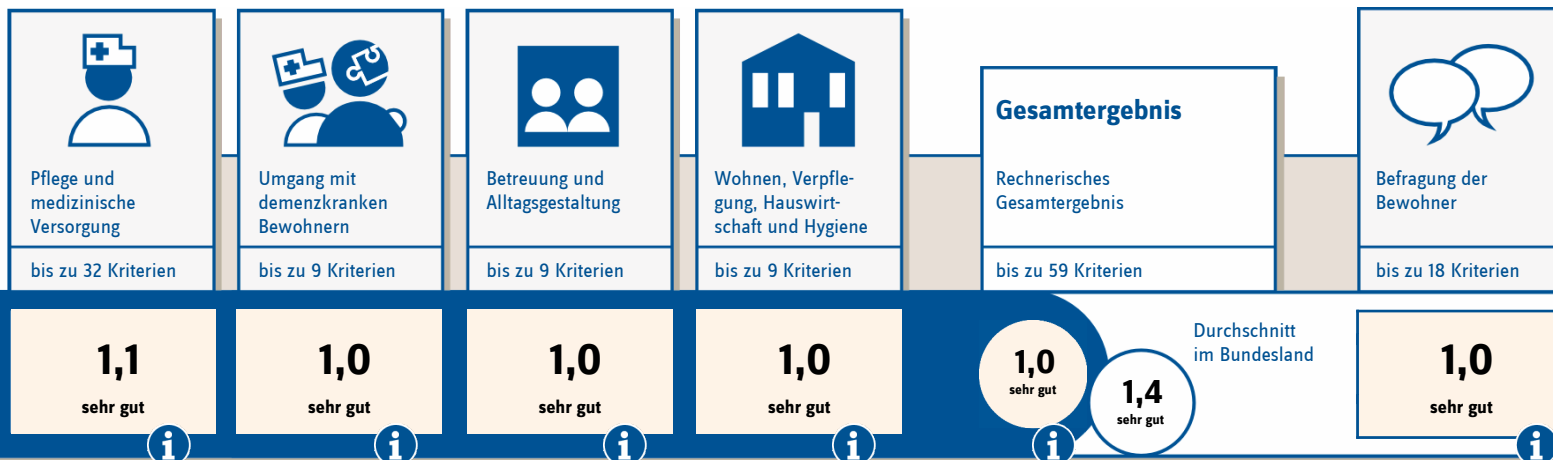 Pflege und
medizinische
Versorgung
bis zu 32 Kriterien
1,1
sehr gut
Umgang mit
demenzkranken
Bewohnern
bis zu 9 Kriterien
1,0
sehr gut
Betreuung und
Alltagsgestaltung
bis zu 9 Kriterien
1,0
sehr gut
Wohnen, Verpfle-
gung, Hauswirt-
schaft und Hygiene
bis zu 9 Kriterien
1,0
sehr gut
Gesamtergebnis
Rechnerisches
Gesamtergebnis
bis zu 59 Kriterien
1,0
sehr gut
Durchschnitt
im Bundesland
1,4
sehr gut
Befragung der
Bewohner
bis zu 18 Kriterien
1,0
sehr gut